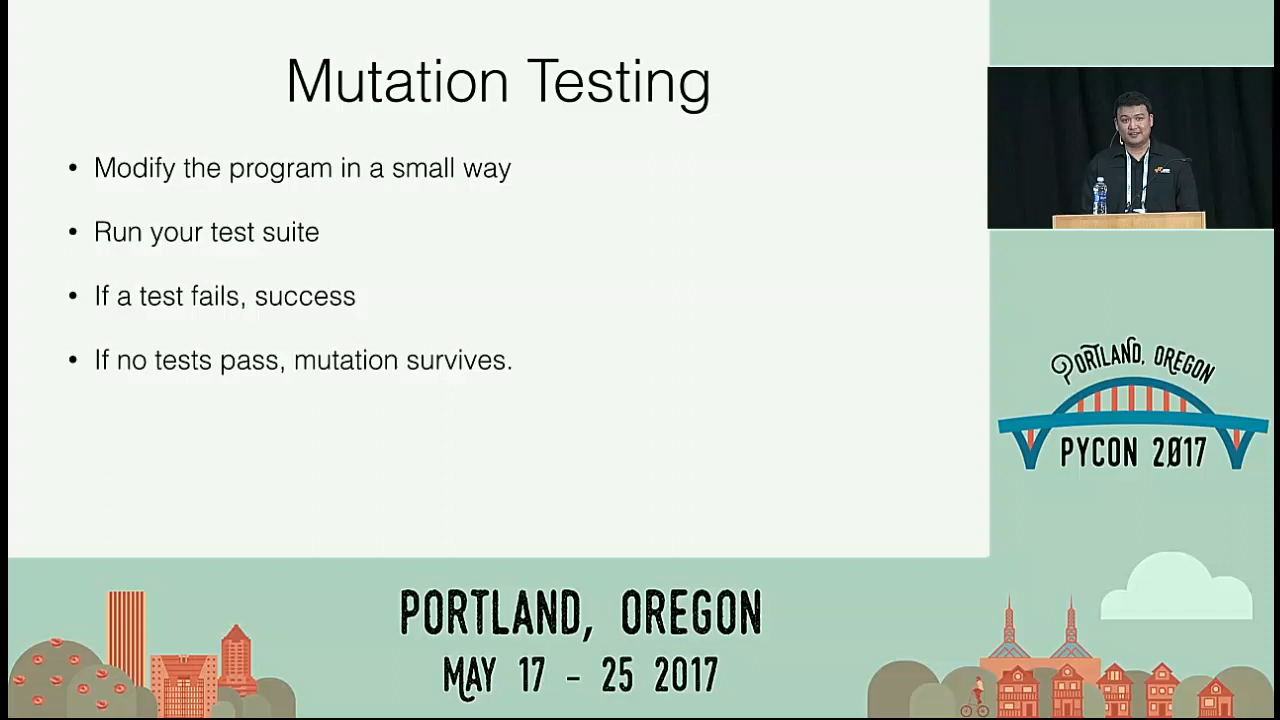 Mutation Testing
• Modify the program in a small way
• Run your test suite
• If a test fails, success
• If no tests pass, mutation survives.
PORTLAND, OREGON
PYCON 2017
PORTLAND, OREGON
MAY 17 - 25 2017